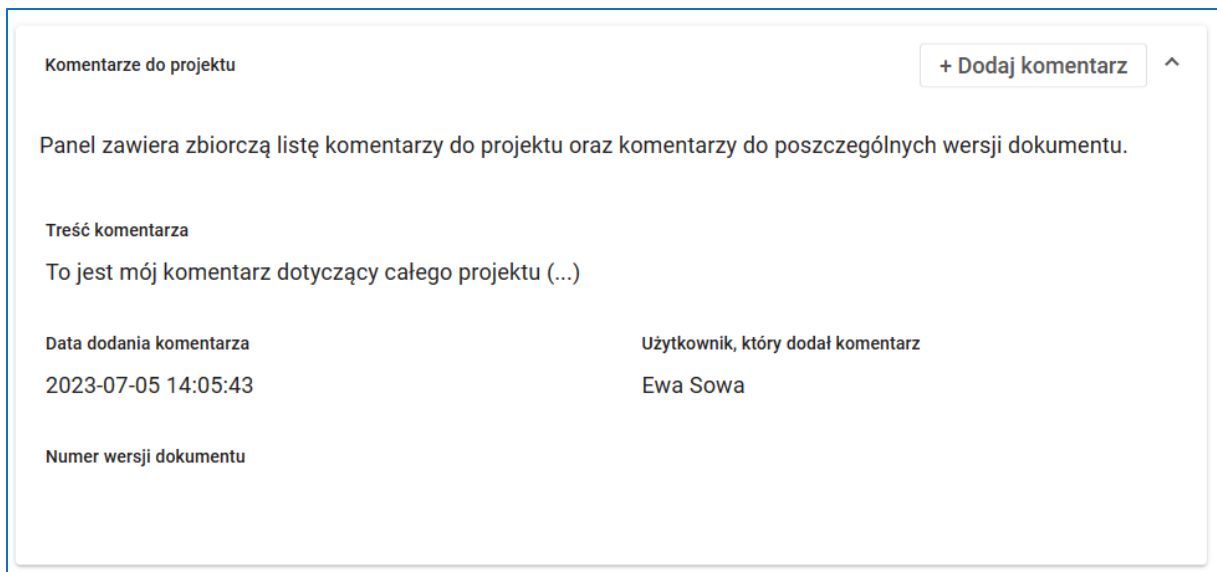 Komentarze do projektu
+ Dodaj komentarz
Panel zawiera zbiorczą listę komentarzy do projektu oraz komentarzy do poszczególnych wersji dokumentu.
Treść komentarza
To jest mój komentarz dotyczący całego projektu (...)
Data dodania komentarza
Użytkownik, który dodał komentarz
2023-07-05 14:05:43
Ewa Sowa
Numer wersji dokumentu